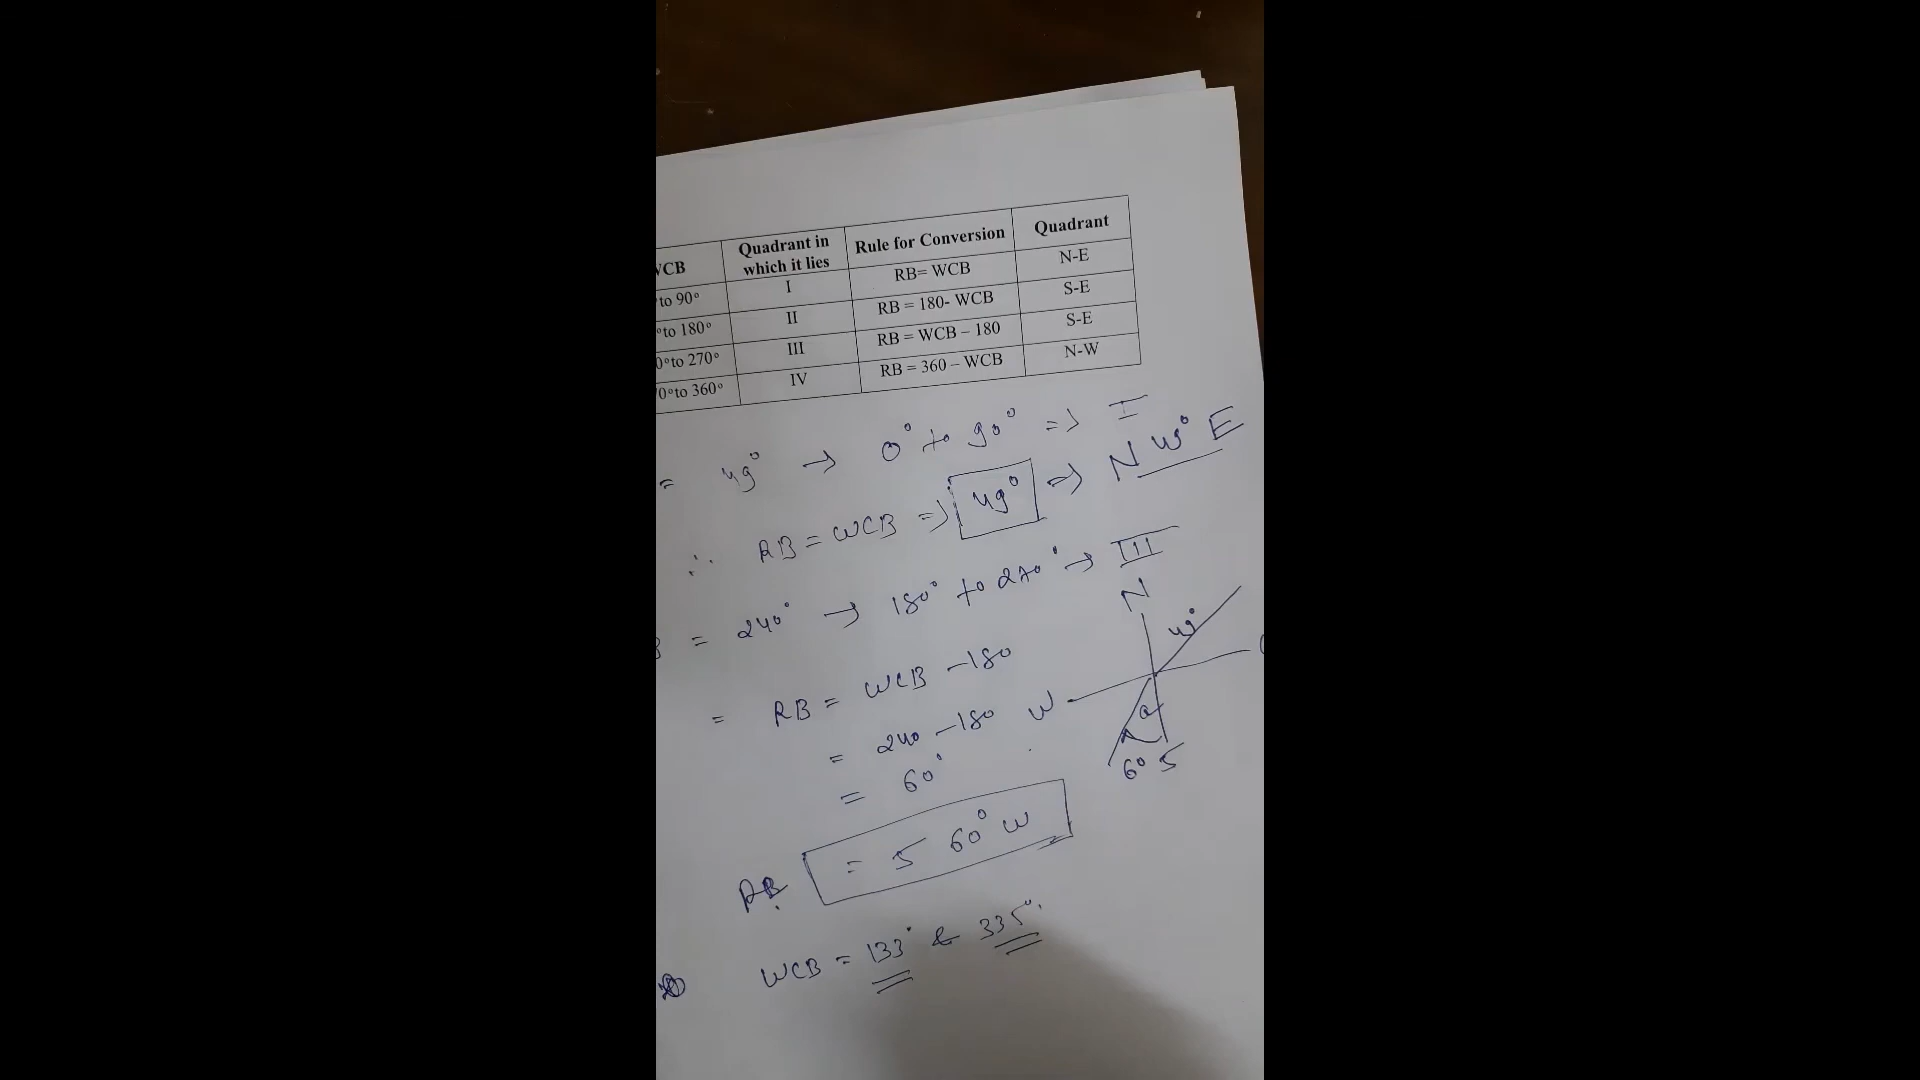 WCB Quadrant in which it lies Rule for Conversion Quadrant
°to 90° I RB= WCB N-E
°to 180° II RB = 180- WCB S-E
0°to 270° III RB = WCB – 180 S-E
70°to 360° IV RB = 360 – WCB N-W
= 49° → 0° to 90° => I
∴ RB = WCB => 49° => N 49° E
B = 240° → 180° to 270° → III
N
49°
= RB = WCB -180
= 240 -180
W
= 60°
60 S
RB = S 60° W
WCB = 133° & 335°.